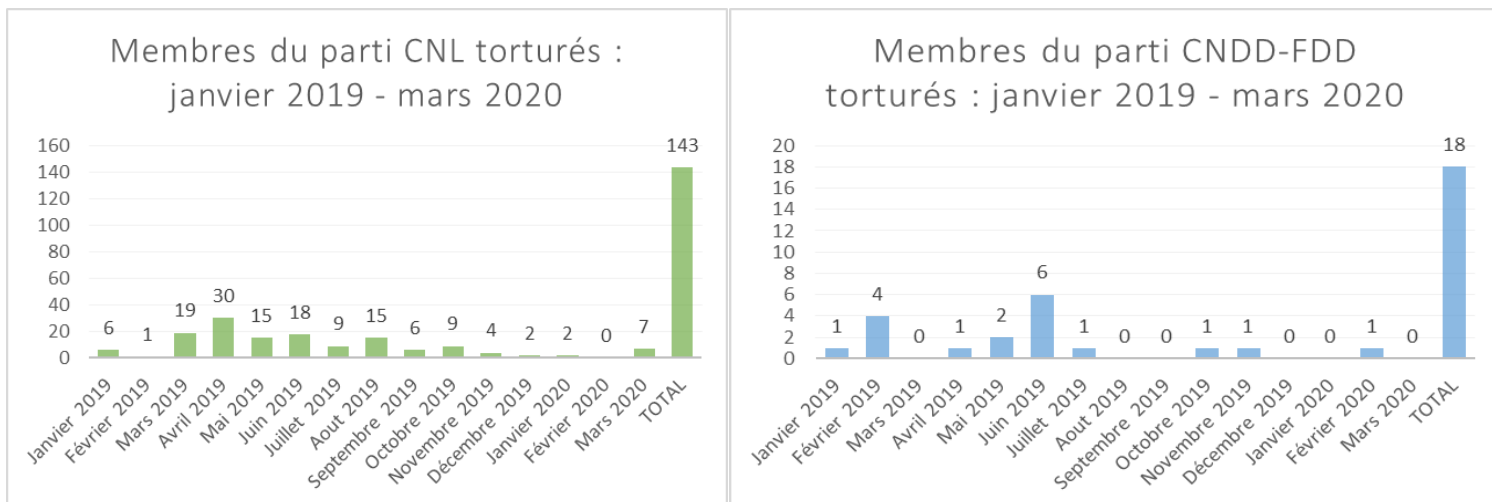 Membres du parti CNL torturés :
janvier 2019 - mars 2020
160
140
120
100
80
60
40
20
0
6
1
19
30
15
18
9
15
6
9
4
2
2
0
7
143
Janvier 2019
Février 2019
Mars 2019
Avril 2019
Mai 2019
Juin 2019
Juillet 2019
Aout 2019
Septembre 2019
Octobre 2019
Novembre 2019
Décembre 2019
Janvier 2020
Février 2020
Mars 2020
TOTAL
Membres du parti CNDD-FDD
torturés : janvier 2019 - mars 2020
20
18
16
14
12
10
8
6
4
2
0
1
4
0
1
2
6
1
0
0
1
1
0
0
1
0
18
Janvier 2019
Février 2019
Mars 2019
Avril 2019
Mai 2019
Juin 2019
Juillet 2019
Aout 2019
Septembre 2019
Octobre 2019
Novembre 2019
Décembre 2019
Janvier 2020
Février 2020
Mars 2020
TOTAL